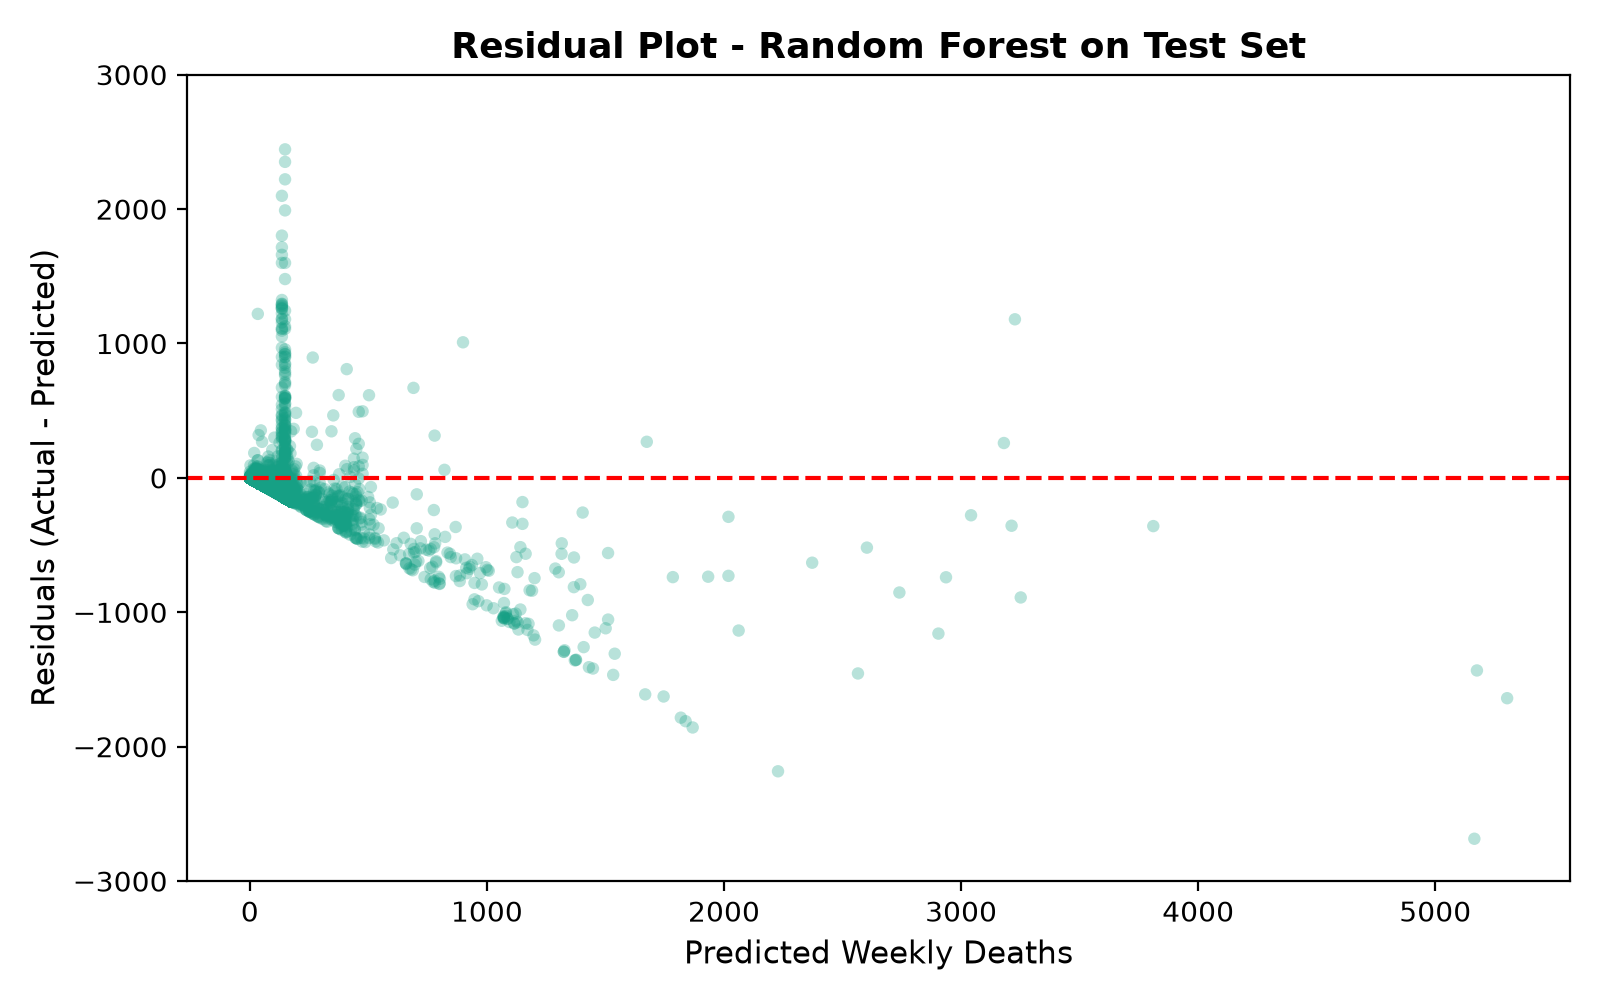 Residual Plot - Random Forest on Test Set
3000
2000
1000
0
−1000
−2000
−3000
Residuals (Actual - Predicted)
0 1000 2000 3000 4000 5000
Predicted Weekly Deaths